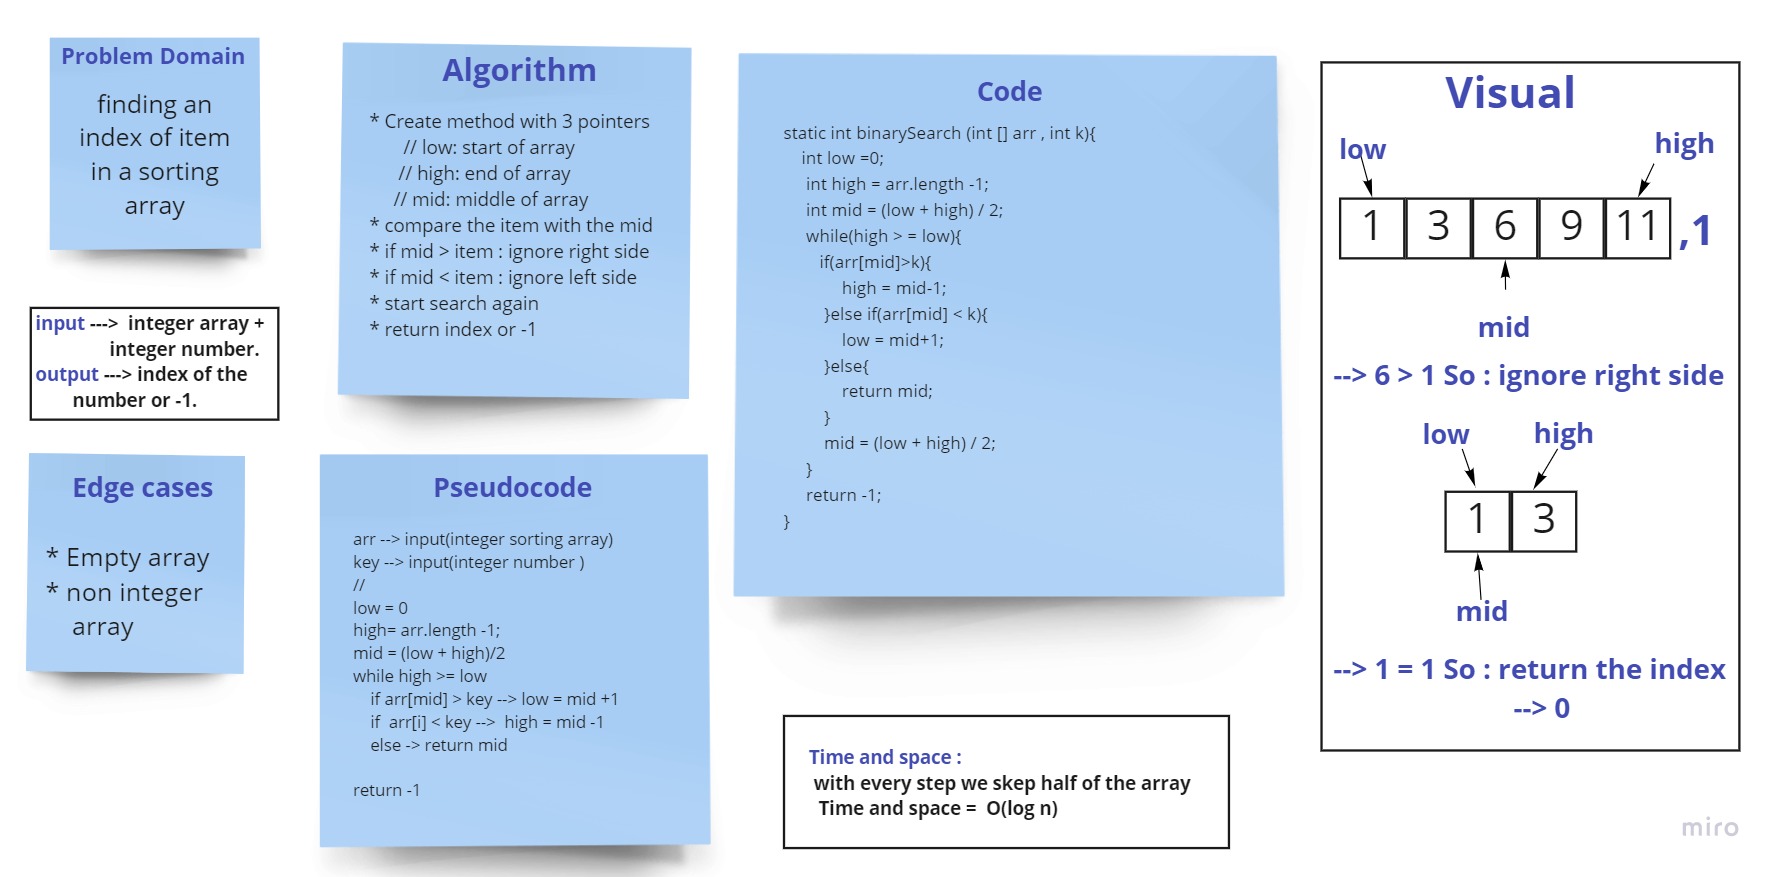 Problem Domain
finding an
index of item
in a sorting
array
input ---> integer array +
integer number.
output ---> index of the
number or -1.
Edge cases
* Empty array
* non integer
array
Algorithm
* Create method with 3 pointers
// low: start of array
// high: end of array
// mid: middle of array
* compare the item with the mid
* if mid > item : ignore right side
* if mid < item : ignore left side
* start search again
* return index or -1
Pseudocode
arr --> input(integer sorting array)
key --> input(integer number )
//
low = 0
high= arr.length -1;
mid = (low + high)/2
while high >= low
if arr[mid] > key --> low = mid +1
if arr[i] < key --> high = mid -1
else -> return mid
return -1
Code
static int binarySearch (int [] arr , int k){
int low =0;
int high = arr.length -1;
int mid = (low + high) / 2;
while(high > = low){
if(arr[mid]>k){
high = mid-1;
}else if(arr[mid] < k){
low = mid+1;
}else{
return mid;
}
mid = (low + high) / 2;
}
return -1;
}
Time and space :
with every step we skep half of the array
Time and space = O(log n)
Visual
low high
1 3 6 9 11 ,1
mid
--> 6 > 1 So : ignore right side
low high
1 3
mid
--> 1 = 1 So : return the index
--> 0
miro